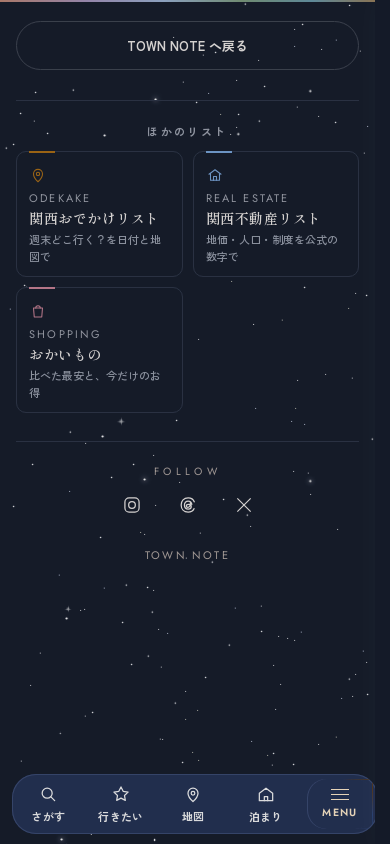 TOWN NOTE へ戻る
ほかのリスト
ODEKAKE
関西おでかけリスト
週末どこ行く？を日付と地
図で
REAL ESTATE
関西不動産リスト
地価・人口・制度を公式の
数字で
SHOPPING
おかいもの
比べた最安と、今だけのお
得
FOLLOW
TOWN NOTE
さがす
行きたい
地図
泊まり
MENU